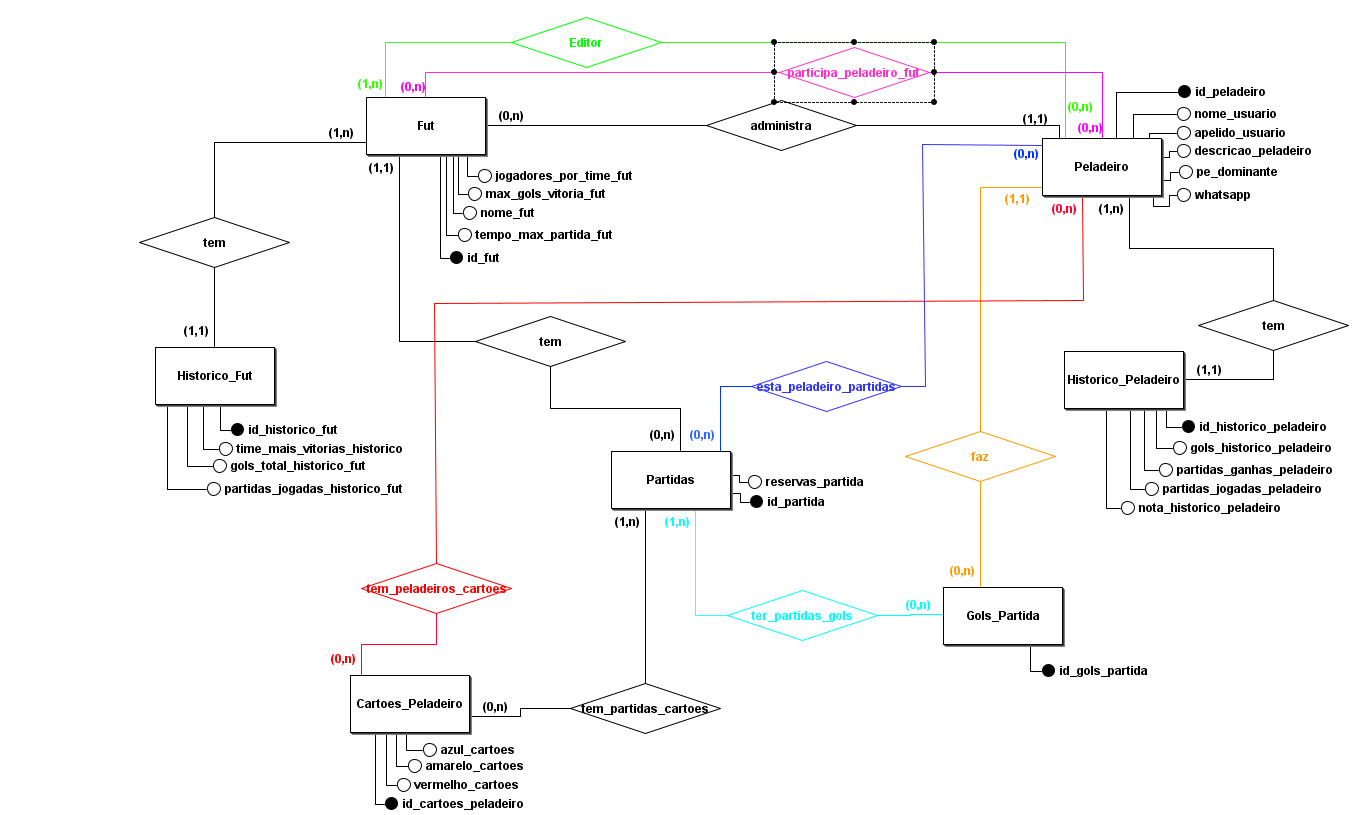 Editor
(1,n)
(0,n)
participa_peladeiro_fut
id_peladeiro
(0,n)
nome_usuario
(0,n)
Fut
administra
(1,1)
(0,n)
(1,n)
apelido_usuario
descricao_peladeiro
(0,n)
(1,1)
Peladeiro
pe_dominante
jogadores_por_time_fut
max_gols_vitoria_fut
whatsapp
(1,1)
(0,n)
(1,n)
nome_fut
tempo_max_partida_fut
tem
id_fut
(1,1)
tem
tem
Historico_Fut
esta_peladeiro_partidas
Historico_Peladeiro
(1,1)
id_historico_fut
(0,n)
(0,n)
id_historico_peladeiro
time_mais_vitorias_historico
gols_historico_peladeiro
gols_total_historico_fut
faz
partidas_ganhas_peladeiro
partidas_jogadas_historico_fut
Partidas
reservas_partida
partidas_jogadas_peladeiro
id_partida
nota_historico_peladeiro
(1,n)
(1,n)
(0,n)
tem_peladeiros_cartoes
(0,n)
ter_partidas_gols
Gols_Partida
(0,n)
id_gols_partida
Cartoes_Peladeiro
(0,n)
tem_partidas_cartoes
azul_cartoes
amarelo_cartoes
vermelho_cartoes
id_cartoes_peladeiro